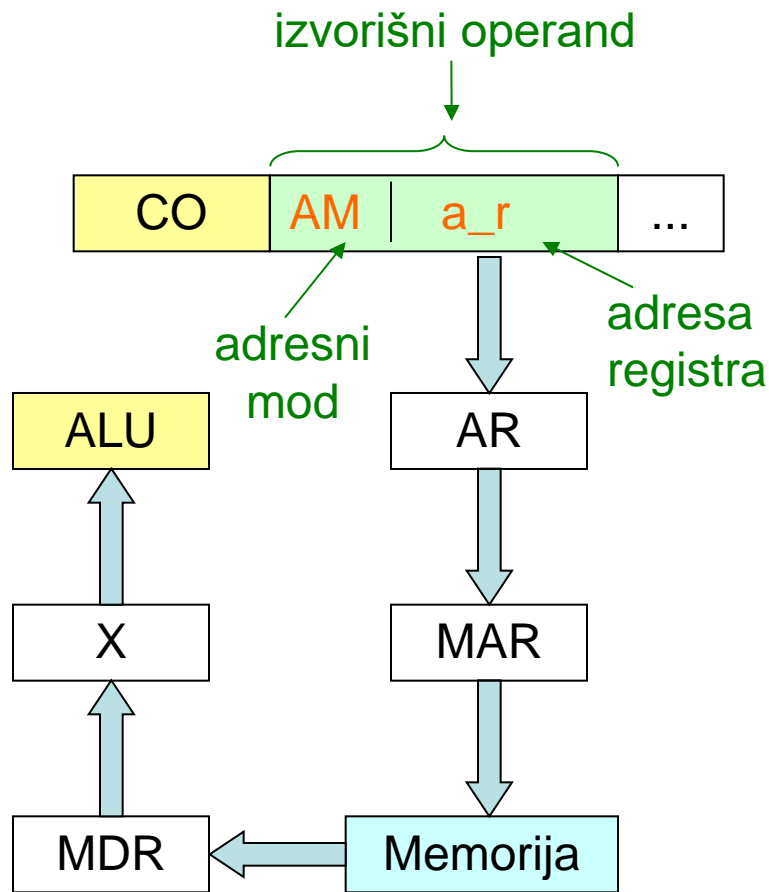 izvorišni operand
CO AM a_r ...
adresni
mod
adresa
registra
ALU
AR
X
MAR
MDR
Memorija